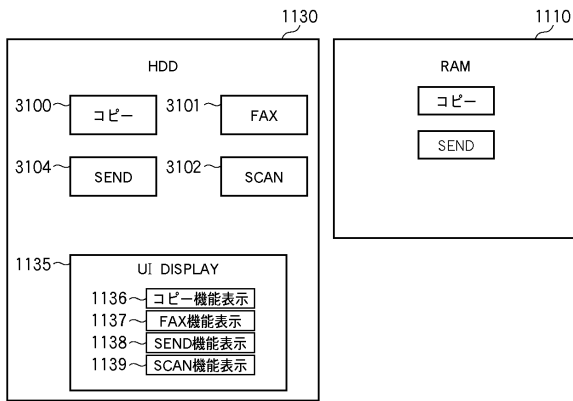 1130
HDD
3100
コピー
3101
FAX
3104
SEND
3102
SCAN
1135
UI DISPLAY
1136
コピー機能表示
1137
FAX機能表示
1138
SEND機能表示
1139
SCAN機能表示
1110
RAM
コピー
SEND